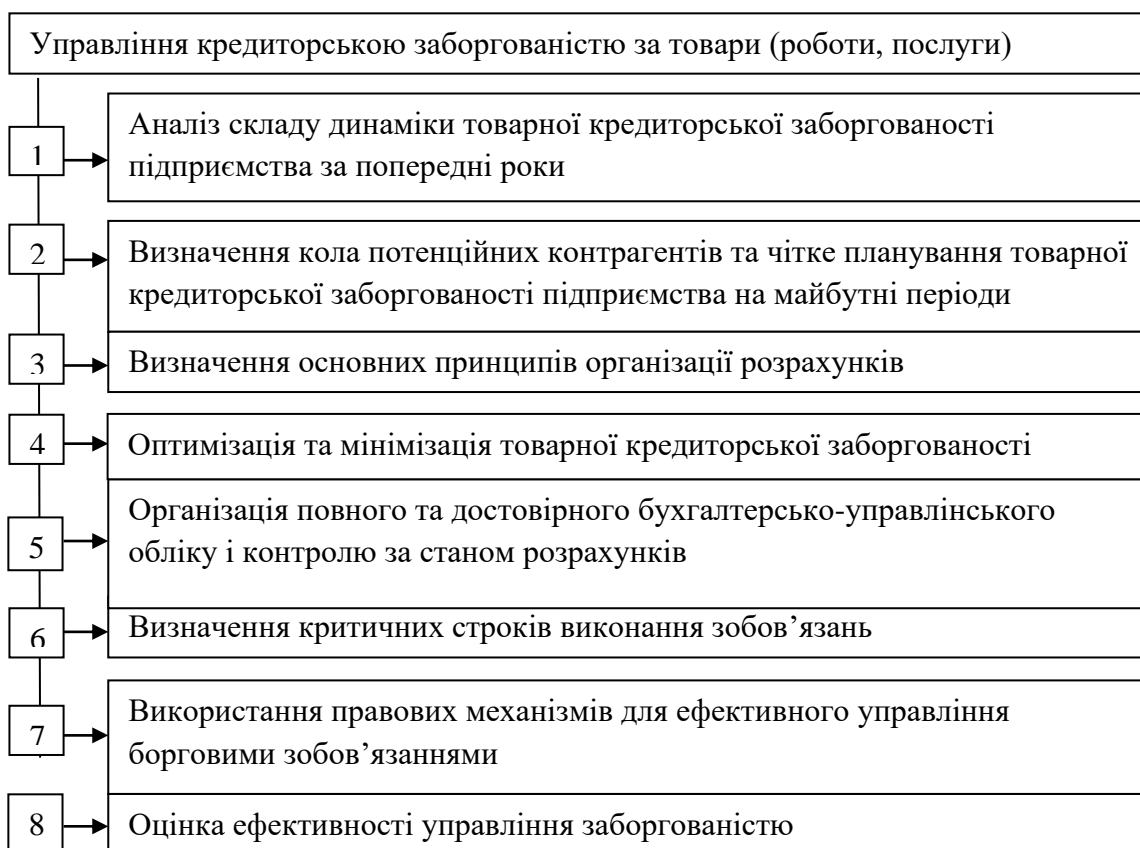 Управління кредиторською заборгованістю за товари (роботи, послуги)
1
Аналіз складу динаміки товарної кредиторської заборгованості
підприємства за попередні роки
2
Визначення кола потенційних контрагентів та чітке планування товарної
кредиторської заборгованості підприємства на майбутні періоди
3
Визначення основних принципів організації розрахунків
4
Оптимізація та мінімізація товарної кредиторської заборгованості
5
Організація повного та достовірного бухгалтерсько-управлінського
обліку і контролю за станом розрахунків
6
Визначення критичних строків виконання зобов’язань
7
Використання правових механізмів для ефективного управління
борговими зобов’язаннями
8
Оцінка ефективності управління заборгованістю